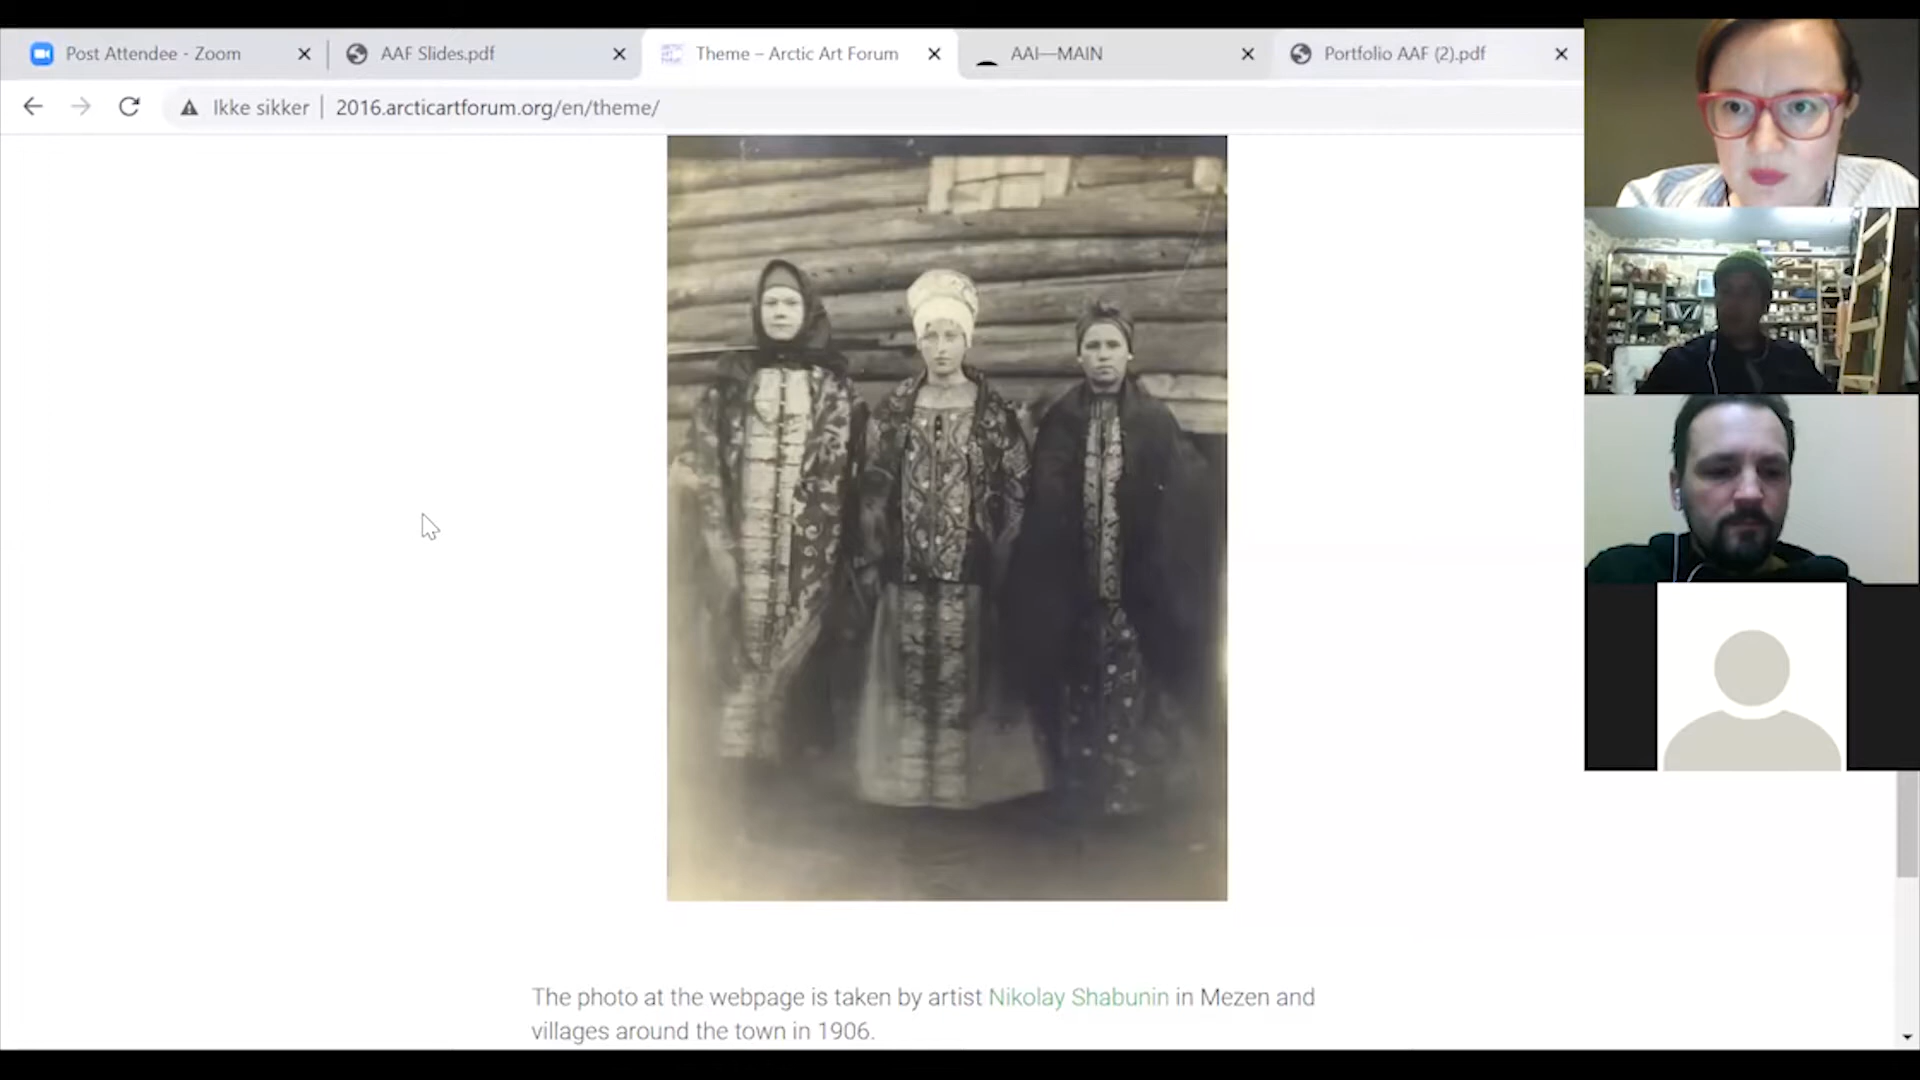 Post Attendee - Zoom
AAF Slides.pdf
Theme – Arctic Art Forum
AAI—MAIN
Portfolio AAF (2).pdf
Ikke sikker
2016.arcticartforum.org/en/theme/
The photo at the webpage is taken by artist Nikolay Shabunin in Mezen and
villages around the town in 1906.